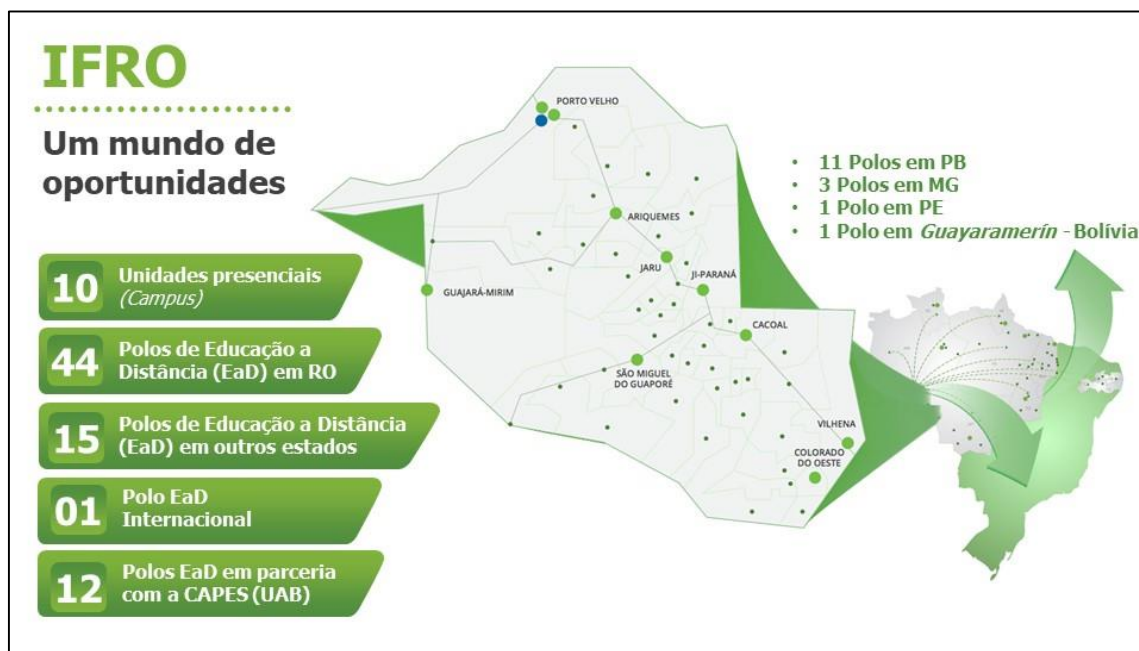 IFRO
Um mundo de
oportunidades
10
Unidades presenciais
(Campus)
44
Polos de Educação a
Distância (EaD) em RO
15
Polos de Educação a Distância
(EaD) em outros estados
01
Polo EaD
Internacional
12
Polos EaD em parceria
com a CAPES (UAB)
PORTO VELHO
ARIQUEMES
JARU
JI-PARANÁ
GUAJARÁ-MIRIM
CACOAL
SÃO MIGUEL
DO GUAPORÉ
VILHENA
COLORADO
DO OESTE
• 11 Polos em PB
• 3 Polos em MG
• 1 Polo em PE
• 1 Polo em Guayaramerín - Bolívia